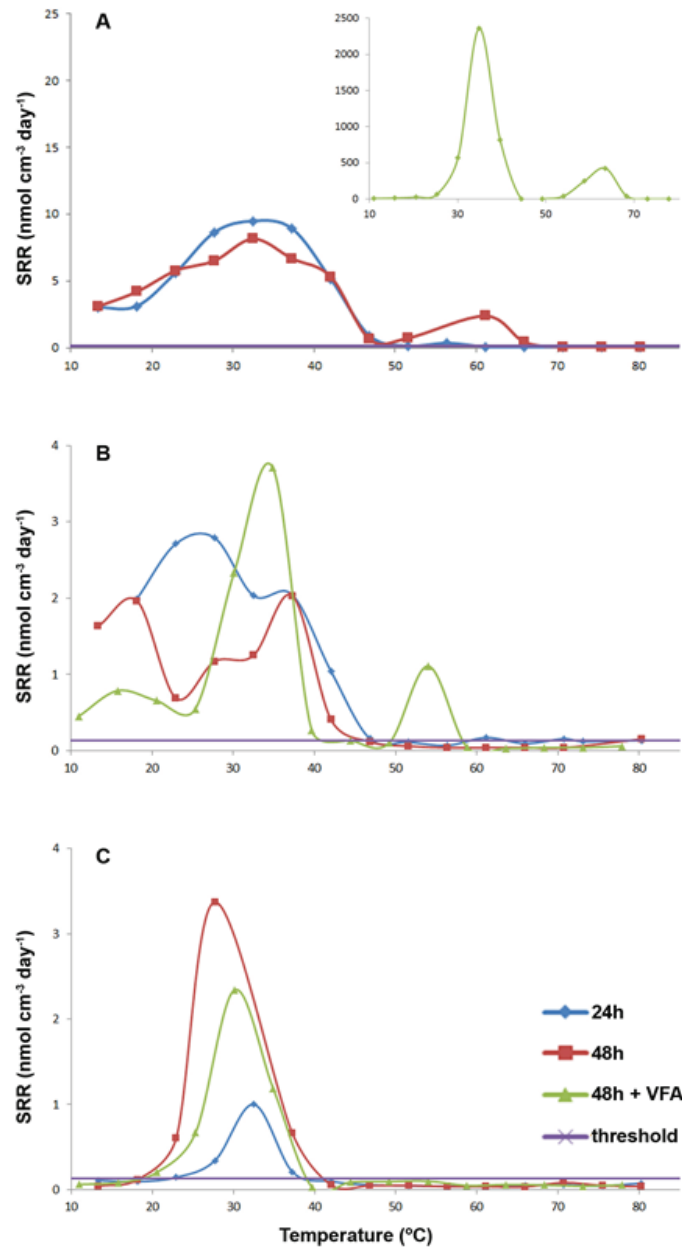 A
SRR (nmol cm⁻³ day⁻¹)
25
20
15
10
5
0
10 20 30 40 50 60 70 80
2500
2000
1500
1000
500
0
10 30 50 70
B
SRR (nmol cm⁻³ day⁻¹)
4
3
2
1
0
10 20 30 40 50 60 70 80
C
SRR (nmol cm⁻³ day⁻¹)
4
3
2
1
0
10 20 30 40 50 60 70 80
24h
48h
48h + VFA
threshold
Temperature (ºC)